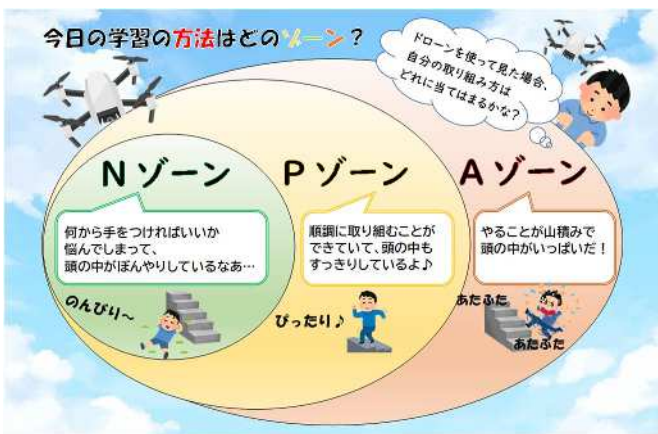 今日の学習の方法はどのゾーン？
ドローンを使って見た場合、
自分の取り組み方は
どれに当てはまるかな？
Nゾーン
Pゾーン
Aゾーン
何から手をつければいいか
悩んでしまって、
頭の中がぼんやりしているなあ…
順調に取り組むことが
できていて、頭の中も
すっきりしているよ♪
やることが山積みで
頭の中がいっぱいだ！
のんびり～
ぴったり♪
あたふた
あたふた